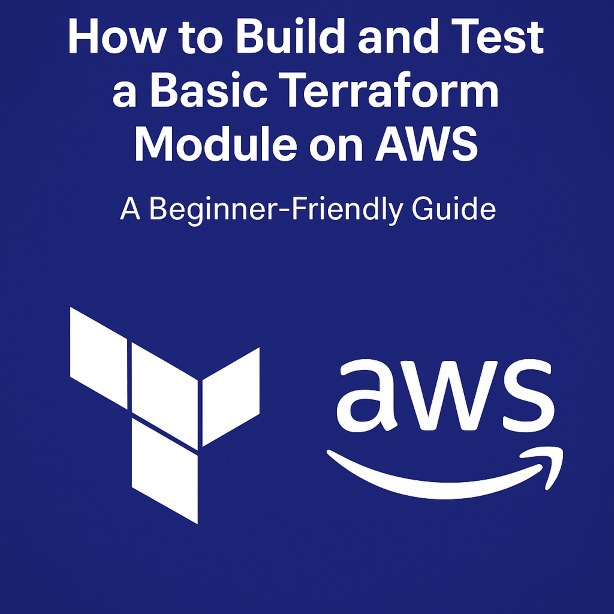 How to Build and Test
a Basic Terraform
Module on AWS
A Beginner-Friendly Guide
aws